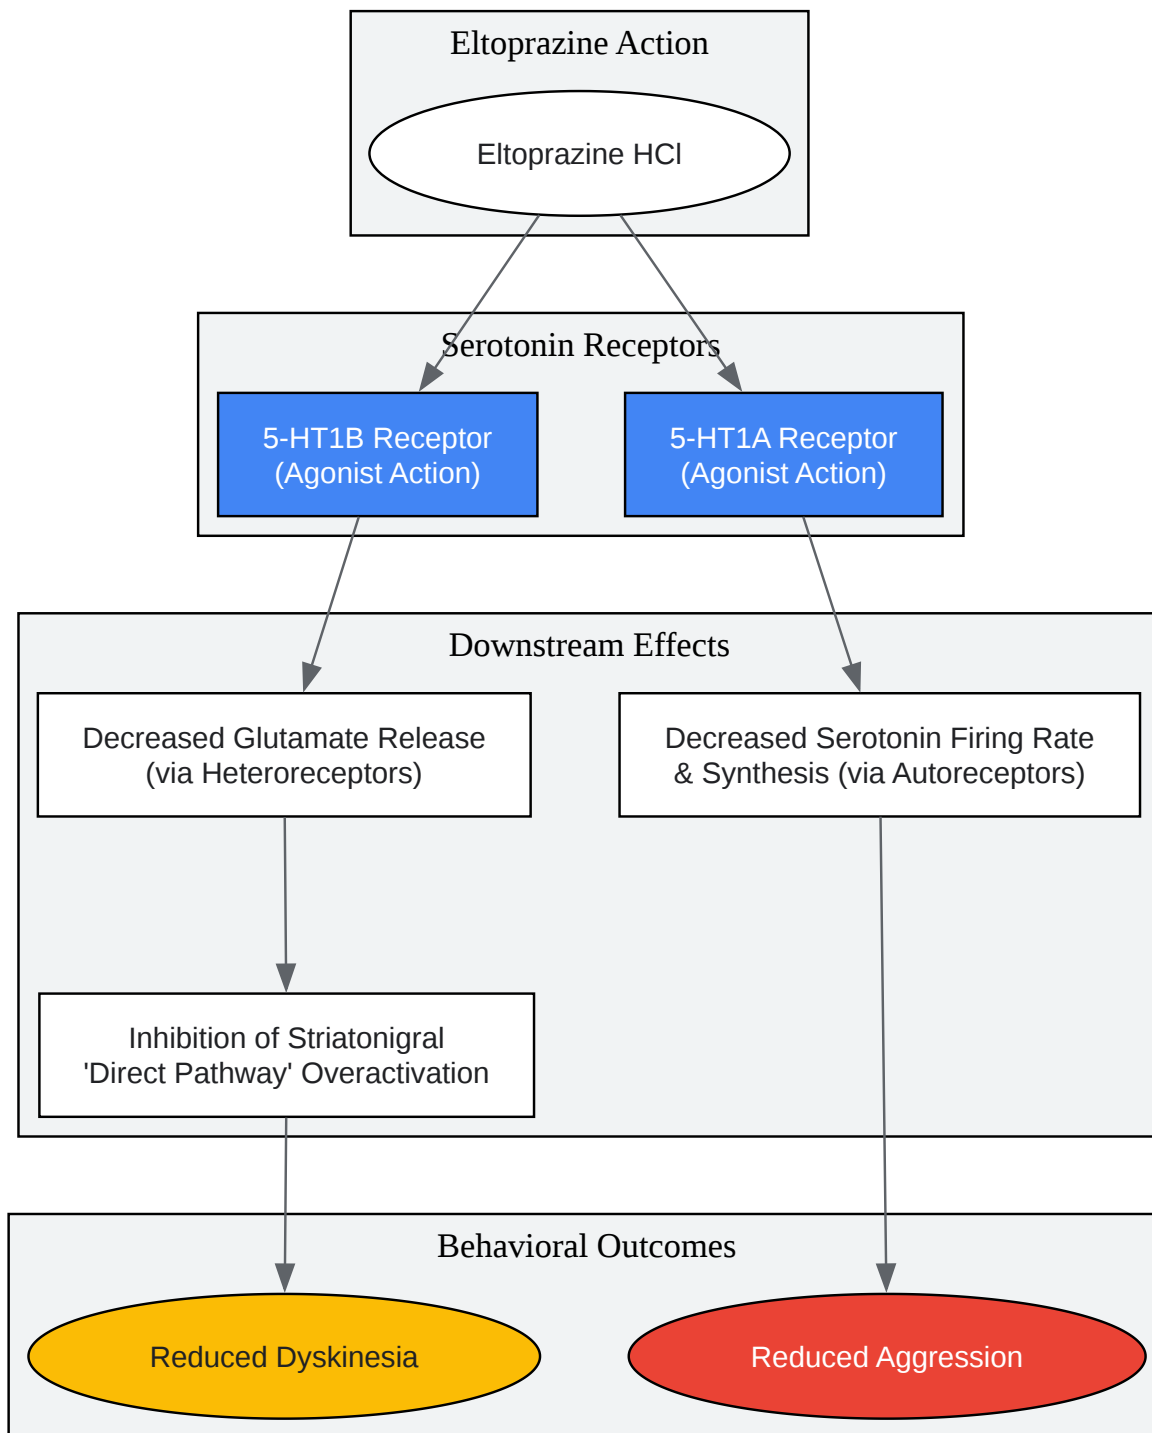 Eltoprazine Action
Eltoprazine HCl
Serotonin Receptors
5-HT1B Receptor
(Agonist Action)
5-HT1A Receptor
(Agonist Action)
Downstream Effects
Decreased Glutamate Release
(via Heteroreceptors)
Decreased Serotonin Firing Rate
& Synthesis (via Autoreceptors)
Inhibition of Striatonigral
'Direct Pathway' Overactivation
Behavioral Outcomes
Reduced Dyskinesia
Reduced Aggression